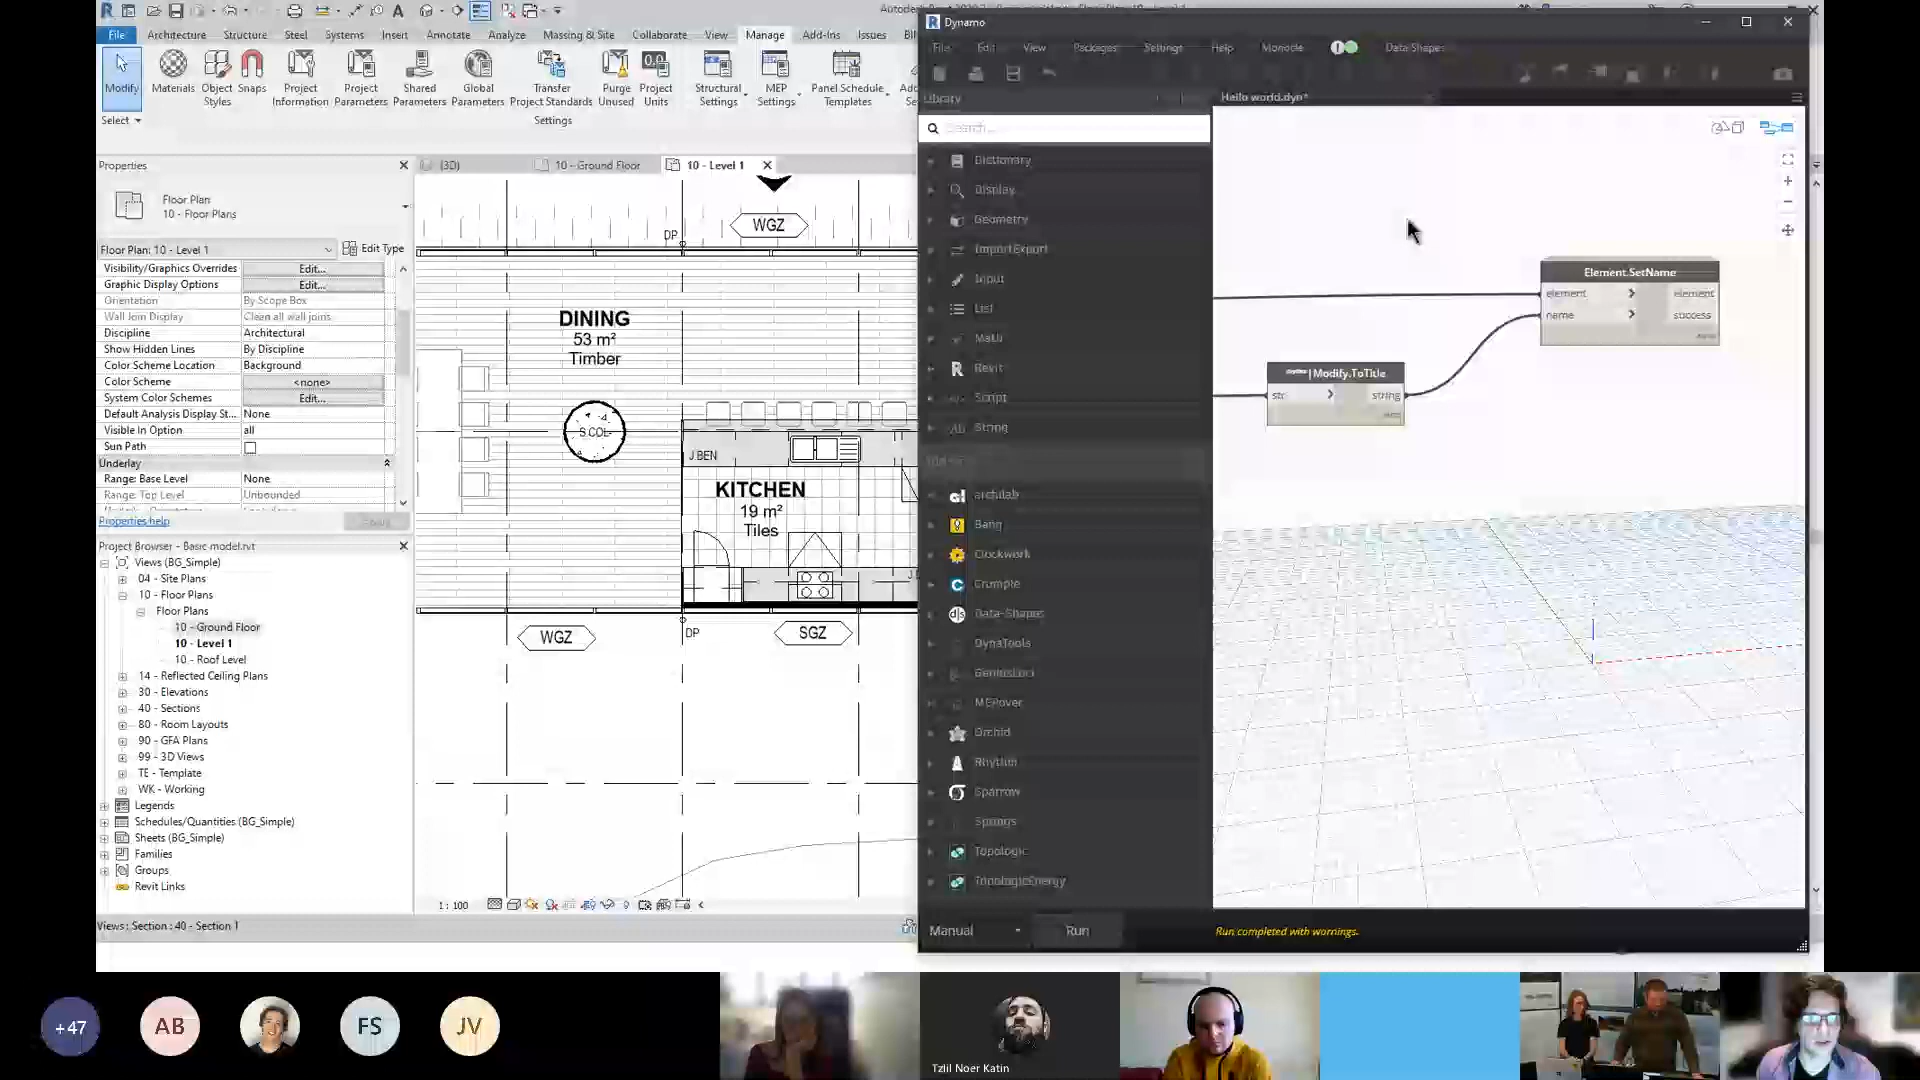 Dynamo
File
Architecture
Structure
Steel
Systems
Insert
Annotate
Analyze
Massing & Site
Collaborate
View
Manage
Add-Ins
Issues
File
Edit
View
Packages
Settings
Help
Monocle
Data-Shapes
Modify
Materials
Object
Styles
Snaps
Project
Information
Project
Parameters
Shared
Parameters
Global
Parameters
Transfer
Project Standards
Purge
Unused
Project
Units
Structural
Settings
MEP
Settings
Panel Schedule
Templates
Select
Settings
Library
Hello world.dyn*
Search...
Properties
(3D)
10 - Ground Floor
10 - Level 1
Floor Plan
10 - Floor Plans
Floor Plan: 10 - Level 1
Edit Type
Visibility/Graphics Overrides
Edit...
Graphic Display Options
Edit...
Orientation
By Scope Box
Wall Join Display
Clean all wall joins
Discipline
Architectural
Show Hidden Lines
By Discipline
Color Scheme Location
Background
Color Scheme
<none>
System Color Schemes
Edit...
Default Analysis Display St...
None
Visible In Option
all
Sun Path
Underlay
Range: Base Level
None
Range: Top Level
Unbounded
Properties help
Project Browser - Basic-model.rvt
Views (BG_Simple)
04 - Site Plans
10 - Floor Plans
Floor Plans
10 - Ground Floor
10 - Level 1
10 - Roof Level
14 - Reflected Ceiling Plans
30 - Elevations
40 - Sections
80 - Room Layouts
90 - GFA Plans
99 - 3D Views
TE - Template
WK - Working
Legends
Schedules/Quantities (BG_Simple)
Sheets (BG_Simple)
Families
Groups
Revit Links
Views : Section : 40 - Section 1
DP
WGZ
DINING
53 m²
Timber
S.COL
J.BEN
KITCHEN
19 m²
Tiles
WGZ
DP
SGZ
1 : 100
Dictionary
Display
Geometry
ImportExport
Input
List
Math
Revit
Script
String
archilab
Bang
Clockwork
Crumple
Data-Shapes
DynaTools
GeniusLoci
MEPover
Orchid
Rhythm
Sparrow
Springs
Topologic
TopologicEnergy
Element.SetName
element
element
name
success
Modify.ToTitle
str
string
Manual
Run
Run completed with warnings.
+47
AB
FS
JV
Tzlil Noer Katin